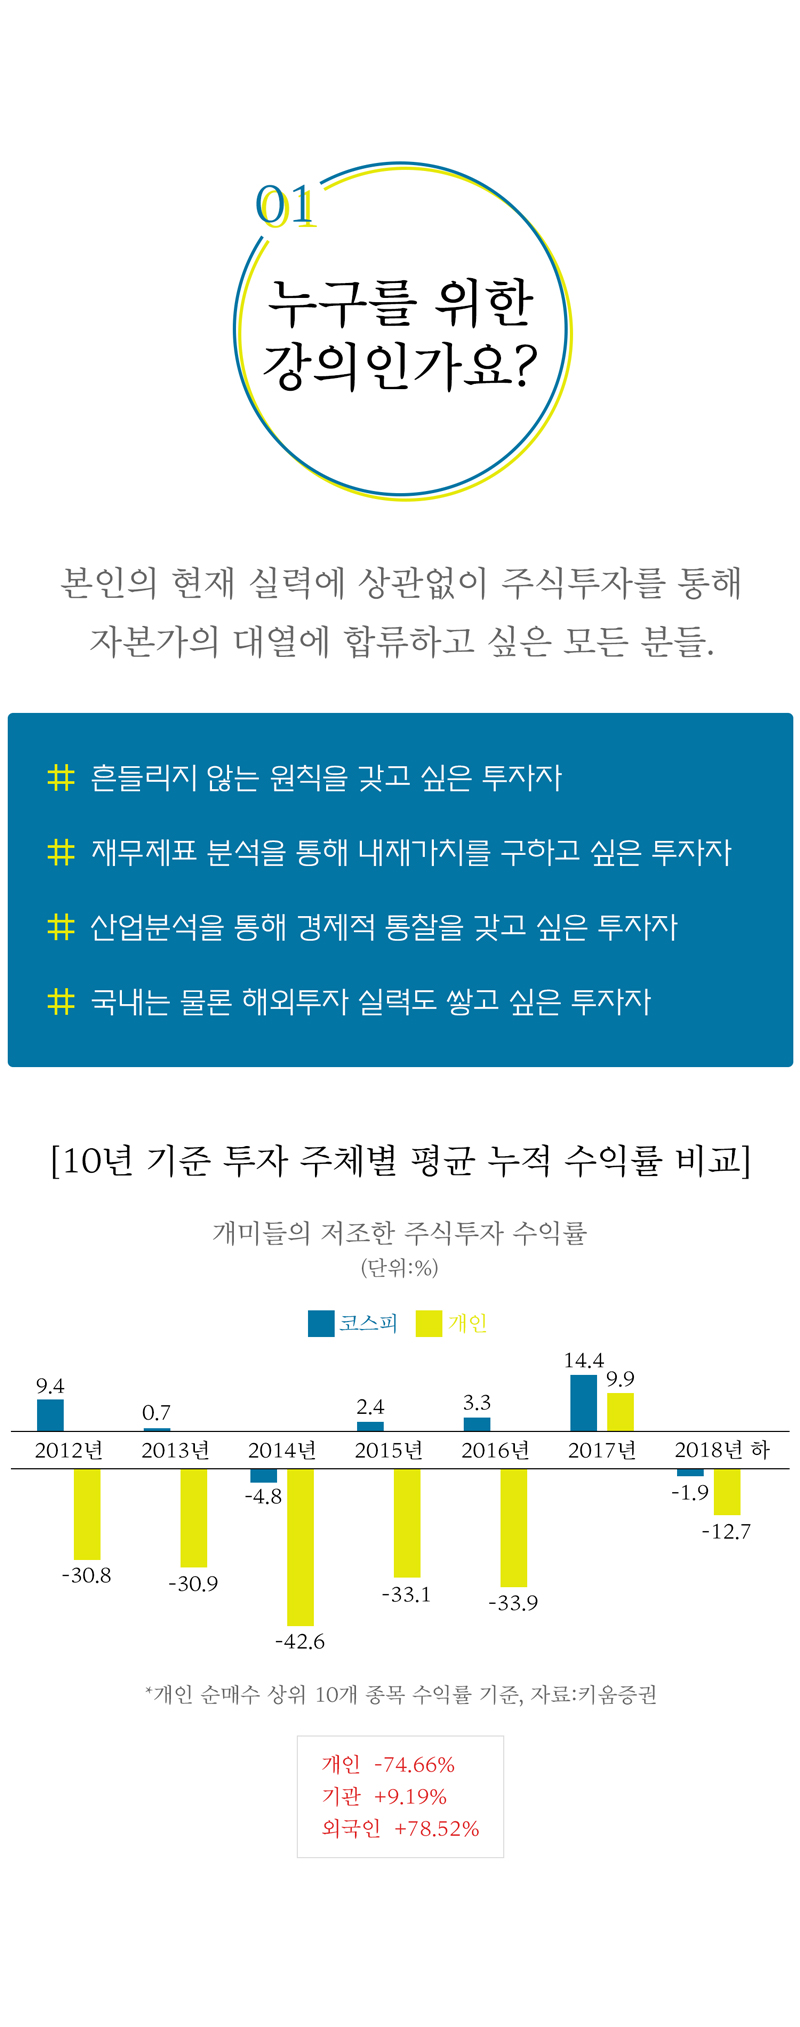 01
누구를 위한
강의인가요?
본인의 현재 실력에 상관없이 주식투자를 통해
자본가의 대열에 합류하고 싶은 모든 분들.
# 흔들리지 않는 원칙을 갖고 싶은 투자자
# 재무제표 분석을 통해 내재가치를 구하고 싶은 투자자
# 산업분석을 통해 경제적 통찰을 갖고 싶은 투자자
# 국내는 물론 해외투자 실력도 쌓고 싶은 투자자
[10년 기준 투자 주체별 평균 누적 수익률 비교]
개미들의 저조한 주식투자 수익률
(단위:%)
코스피 개인
9.4 0.7 2.4 3.3 14.4 9.9
2012년 2013년 2014년 2015년 2016년 2017년 2018년 하
-30.8 -30.9 -4.8 -42.6 -33.1 -33.9 -1.9 -12.7
*개인 순매수 상위 10개 종목 수익률 기준, 자료:키움증권
개인 -74.66%
기관 +9.19%
외국인 +78.52%